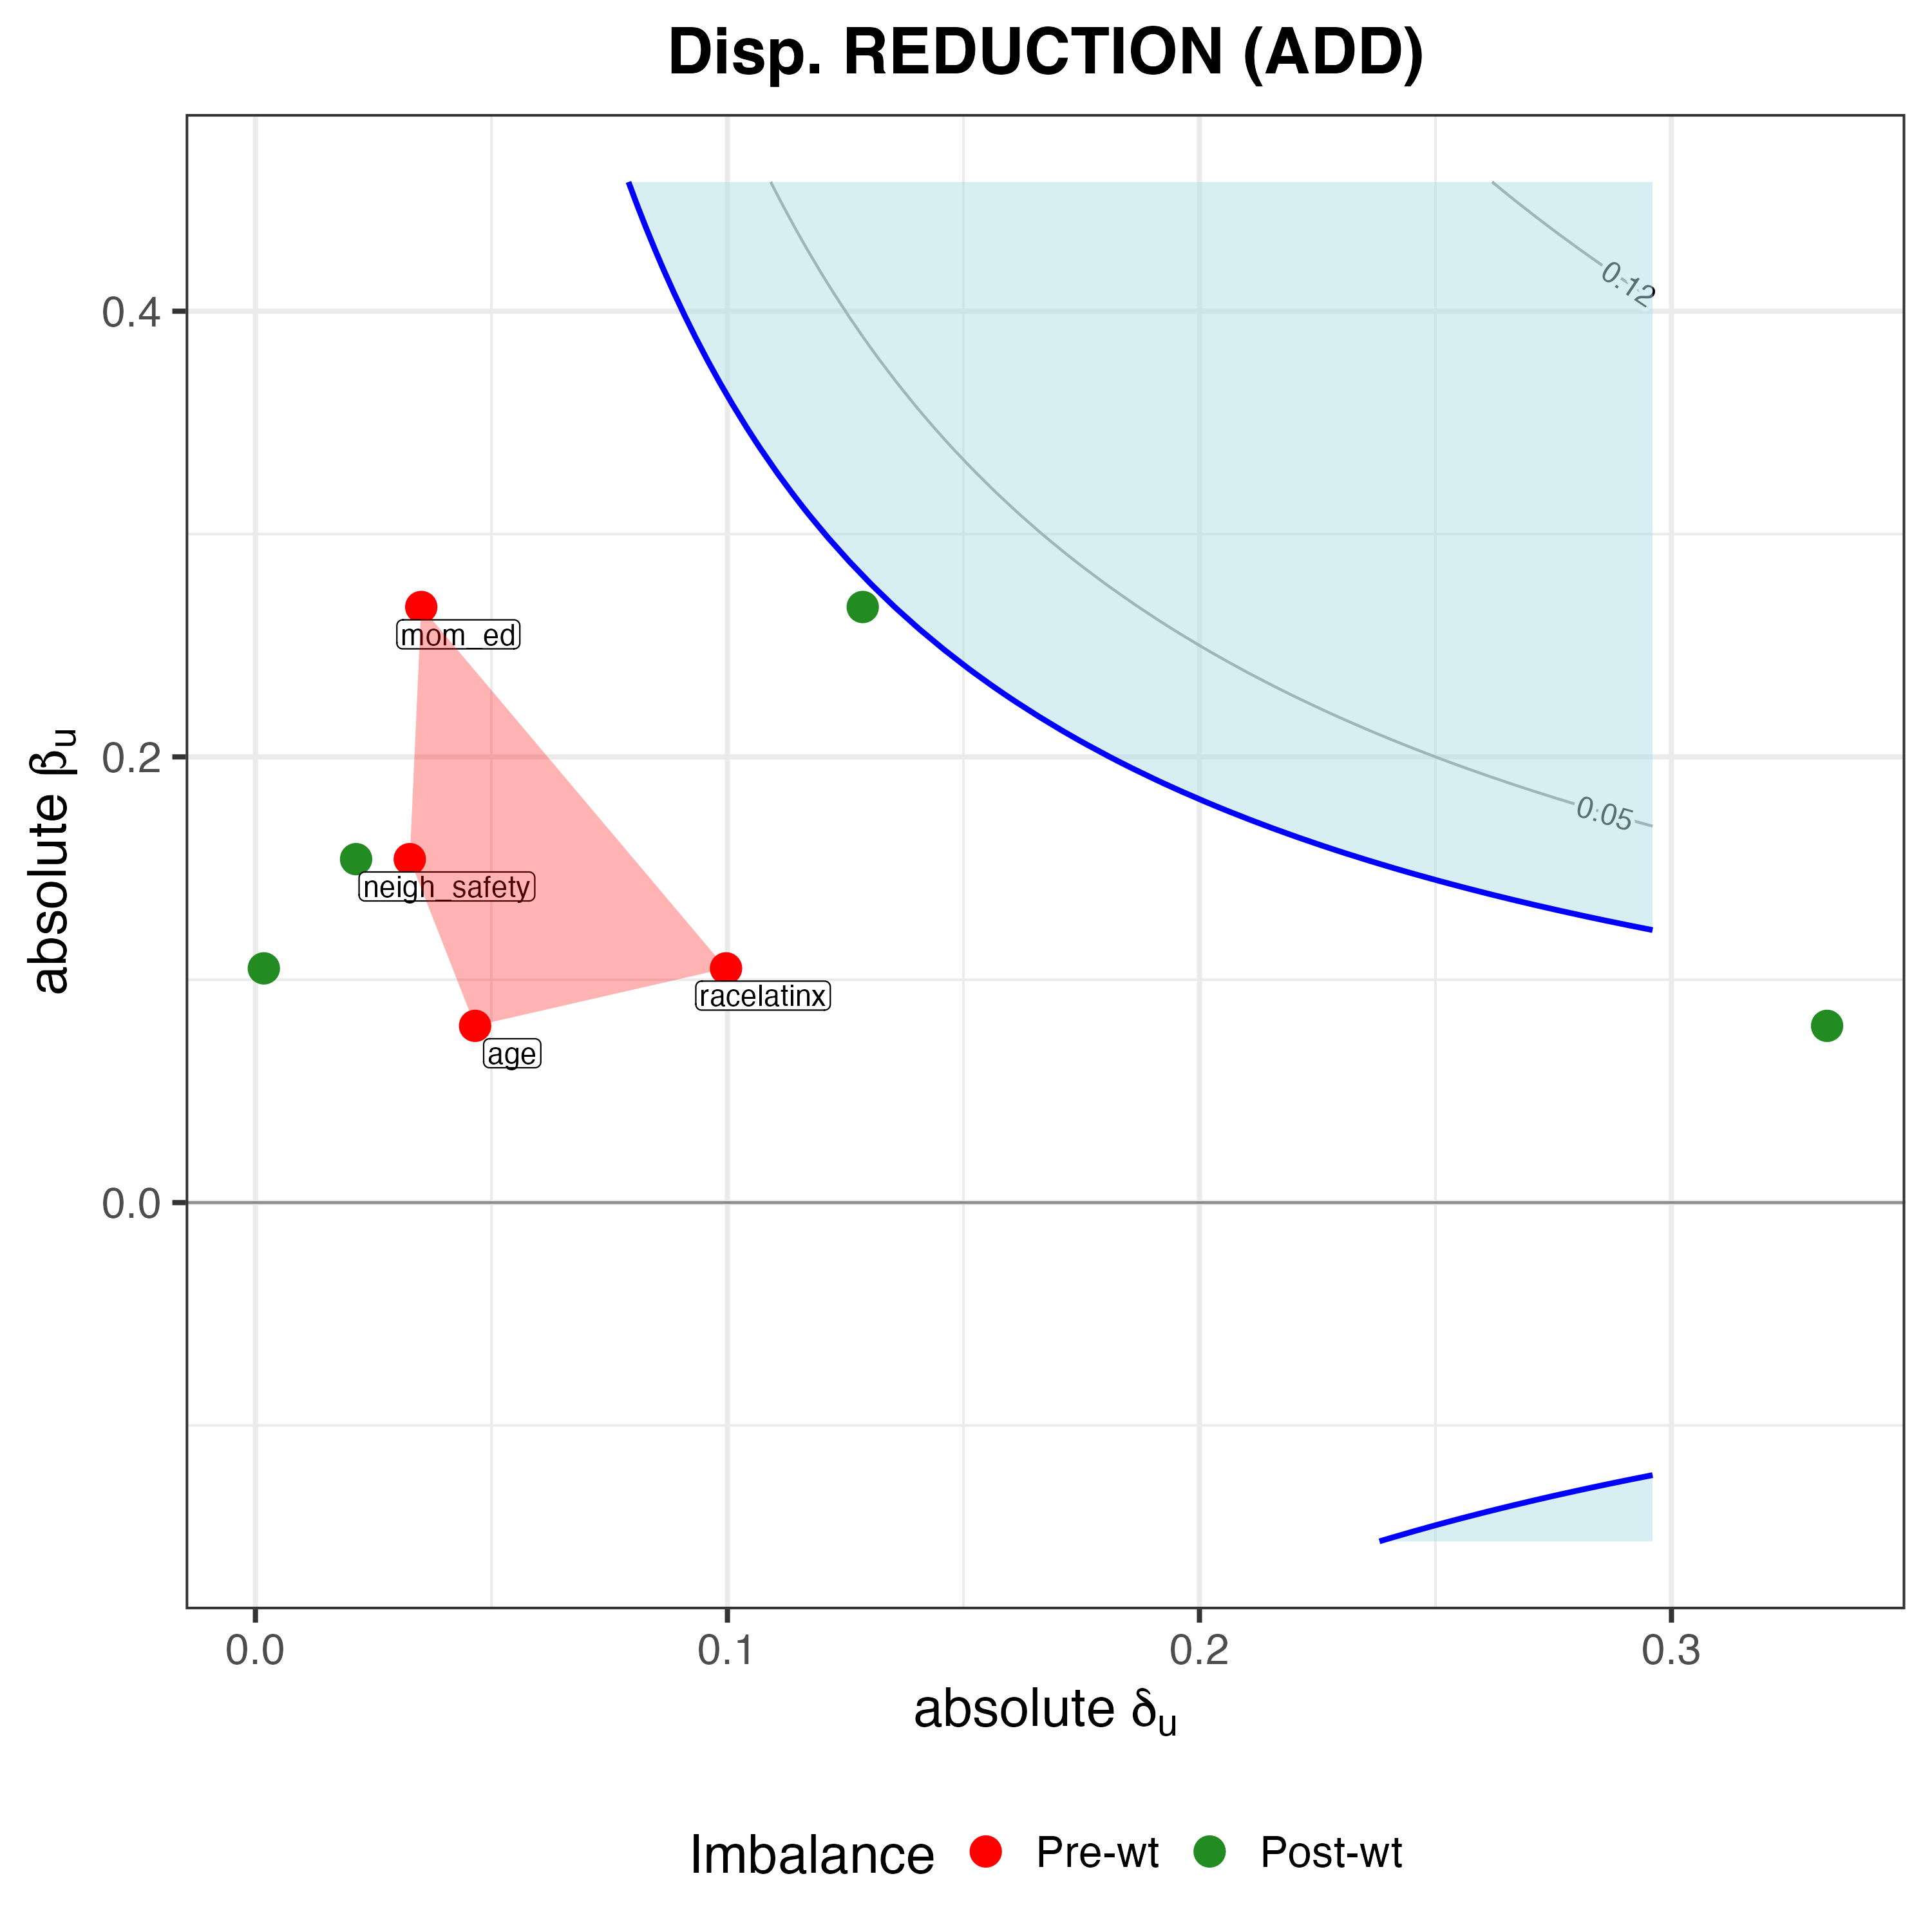 Disp. REDUCTION (ADD)
0.12
0.4
mom_ed
absolute βu
0.2
0.05
neigh_safety
racelatinx
age
0.0
0.0
0.1
0.2
0.3
absolute δu
Imbalance
Pre-wt
Post-wt